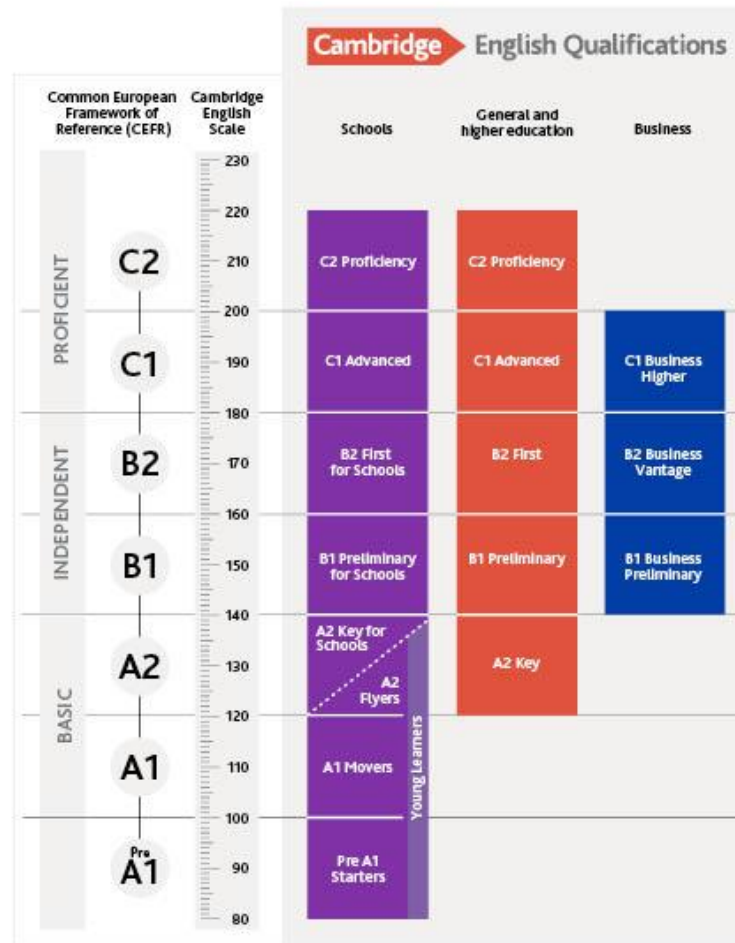 Cambridge English Qualifications
Common European
Framework of
Reference (CEFR)
Cambridge
English
Scale
Schools
General and
higher education
Business
230
220
210
200
190
180
170
160
150
140
130
120
110
100
90
80
PROFICIENT
INDEPENDENT
BASIC
C2
C1
B2
B1
A2
A1
Pre
A1
C2 Proficiency
C1 Advanced
B2 First
for Schools
B1 Preliminary
for Schools
A2 Key for
Schools
A2
Flyers
A1 Movers
Pre A1
Starters
Young Learners
C2 Proficiency
C1 Advanced
B2 First
B1 Preliminary
A2 Key
C1 Business
Higher
B2 Business
Vantage
B1 Business
Preliminary